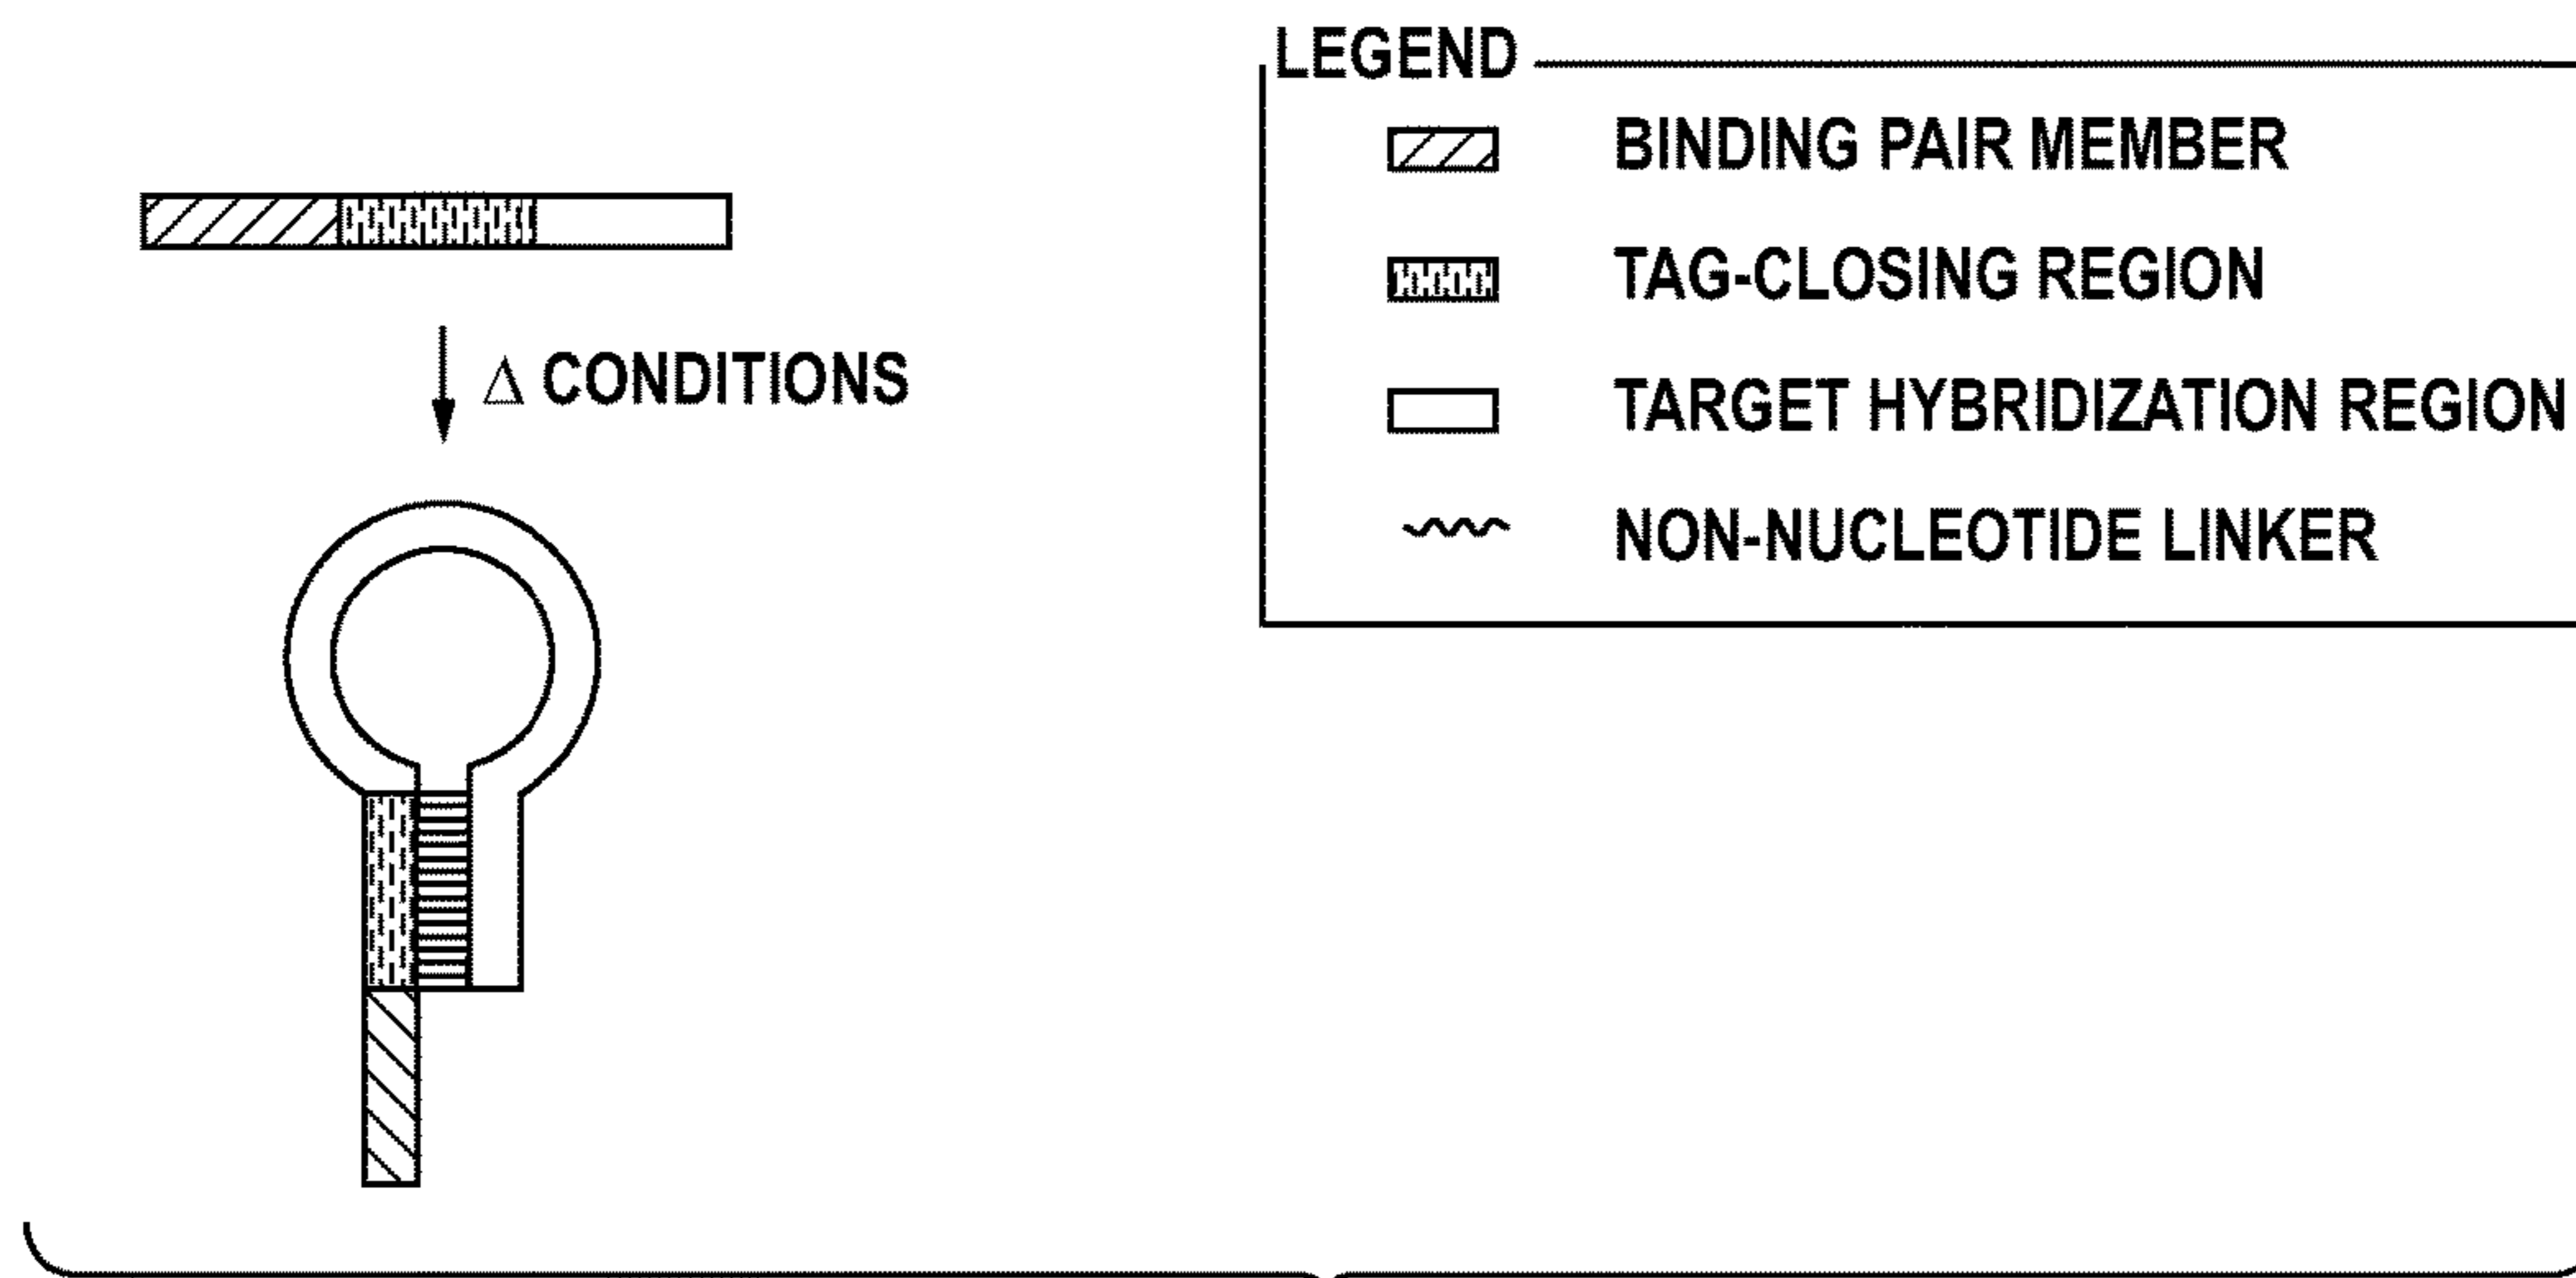 LEGEND
BINDING PAIR MEMBER
TAG-CLOSING REGION
TARGET HYBRIDIZATION REGION
NON-NUCLEOTIDE LINKER
Δ CONDITIONS